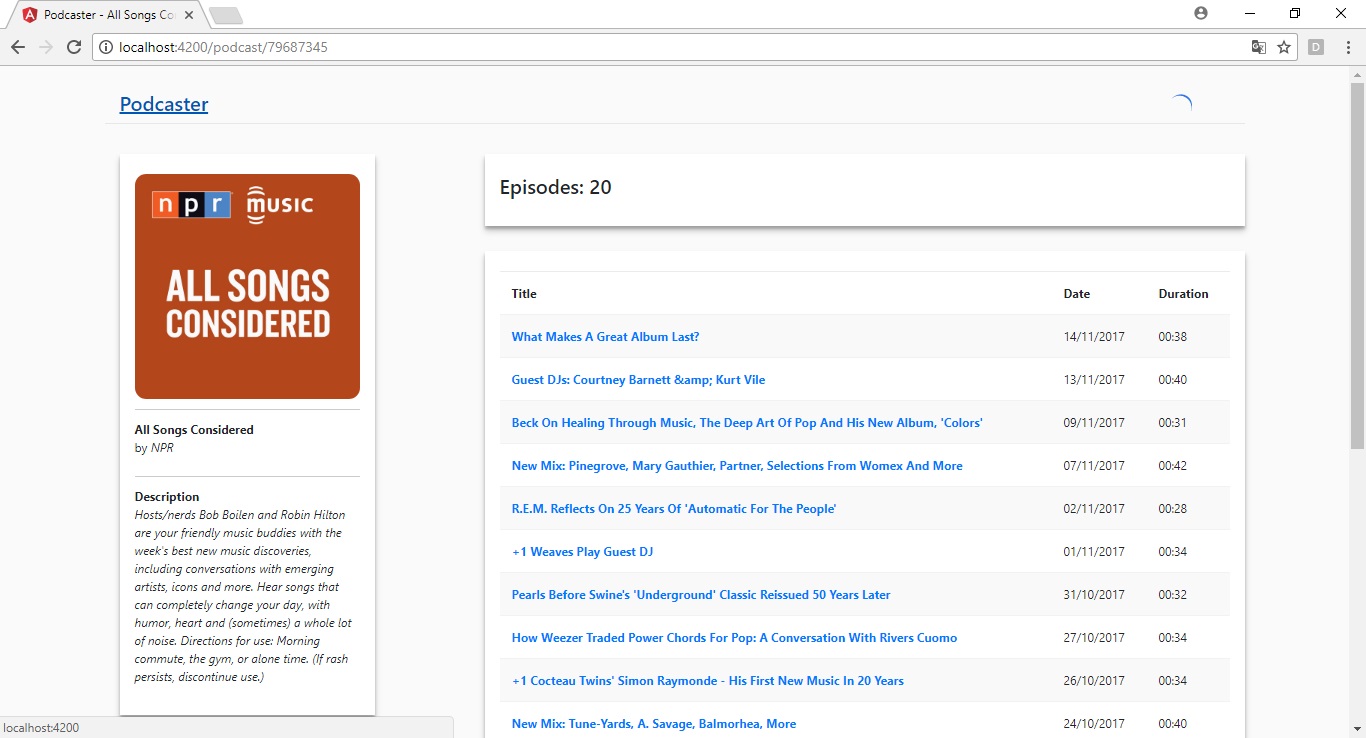 Podcaster - All Songs Co
localhost:4200/podcast/79687345
D
Podcaster
npr music
ALL SONGS
CONSIDERED
All Songs Considered
by NPR
Description
Hosts/nerds Bob Boilen and Robin Hilton
are your friendly music buddies with the
week's best new music discoveries,
including conversations with emerging
artists, icons and more. Hear songs that
can completely change your day, with
humor, heart and (sometimes) a whole lot
of noise. Directions for use: Morning
commute, the gym, or alone time. (If rash
persists, discontinue use.)
Episodes: 20
Title Date Duration
What Makes A Great Album Last? 14/11/2017 00:38
Guest DJs: Courtney Barnett &amp; Kurt Vile 13/11/2017 00:40
Beck On Healing Through Music, The Deep Art Of Pop And His New Album, 'Colors' 09/11/2017 00:31
New Mix: Pinegrove, Mary Gauthier, Partner, Selections From Womex And More 07/11/2017 00:42
R.E.M. Reflects On 25 Years Of 'Automatic For The People' 02/11/2017 00:28
+1 Weaves Play Guest DJ 01/11/2017 00:34
Pearls Before Swine's 'Underground' Classic Reissued 50 Years Later 31/10/2017 00:32
How Weezer Traded Power Chords For Pop: A Conversation With Rivers Cuomo 27/10/2017 00:34
+1 Cocteau Twins' Simon Raymonde - His First New Music In 20 Years 26/10/2017 00:34
New Mix: Tune-Yards, A. Savage, Balmorhea, More 24/10/2017 00:40
localhost:4200